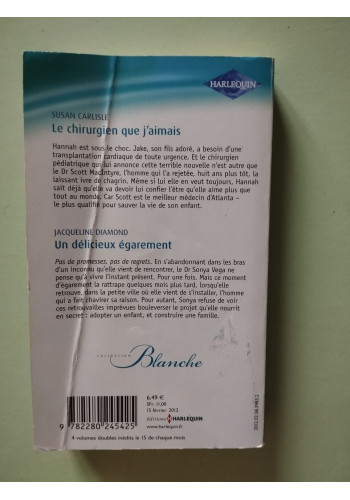 HARLEQUIN
SUSAN CARLISLE
Le chirurgien que j'aimais
Hannah est sous le choc. Jake, son fils adoré, a besoin d'une
transplantation cardiaque de toute urgence. Et le chirurgien
pédiatrique qui lui annonce cette terrible nouvelle n'est autre que
le Dr Scott MacIntyre, l'homme qui l'a rejetée, huit ans plus tôt, la
laissant ivre de chagrin. Même si lui en veut toujours, Hannah
sait déjà qu'elle va devoir lui confier l'être qu'elle aime plus que
tout au monde. Car Scott est le meilleur médecin d'Atlanta –
le plus qualifié pour sauver la vie de son enfant.
JACQUELINE DIAMOND
Un délicieux égarement
Pas de promesses, pas de regrets. En s'abandonnant dans les bras
d'un inconnu qu'elle vient de rencontrer, le Dr Sonya Vega ne
pense qu'à vivre l'instant présent. Pour une fois. Mais ce moment
d'égarement la rattrape quelques mois plus tard, lorsqu'elle
retrouve, dans la petite ville où elle vient de s'installer, l'homme
qui a fait chavirer sa raison. Pour autant, Sonya refuse de voir
ces retrouvailles imprévues bouleverser le projet qu'elle nourrit
en secret : adopter un enfant, et construire une famille.
COLLECTION
Blanche
6,49 €
15 février 2013
ÉDITIONS HARLEQUIN
www.harlequin.fr
9 782280 245425
4 volumes doubles inédits le 15 de chaque mois